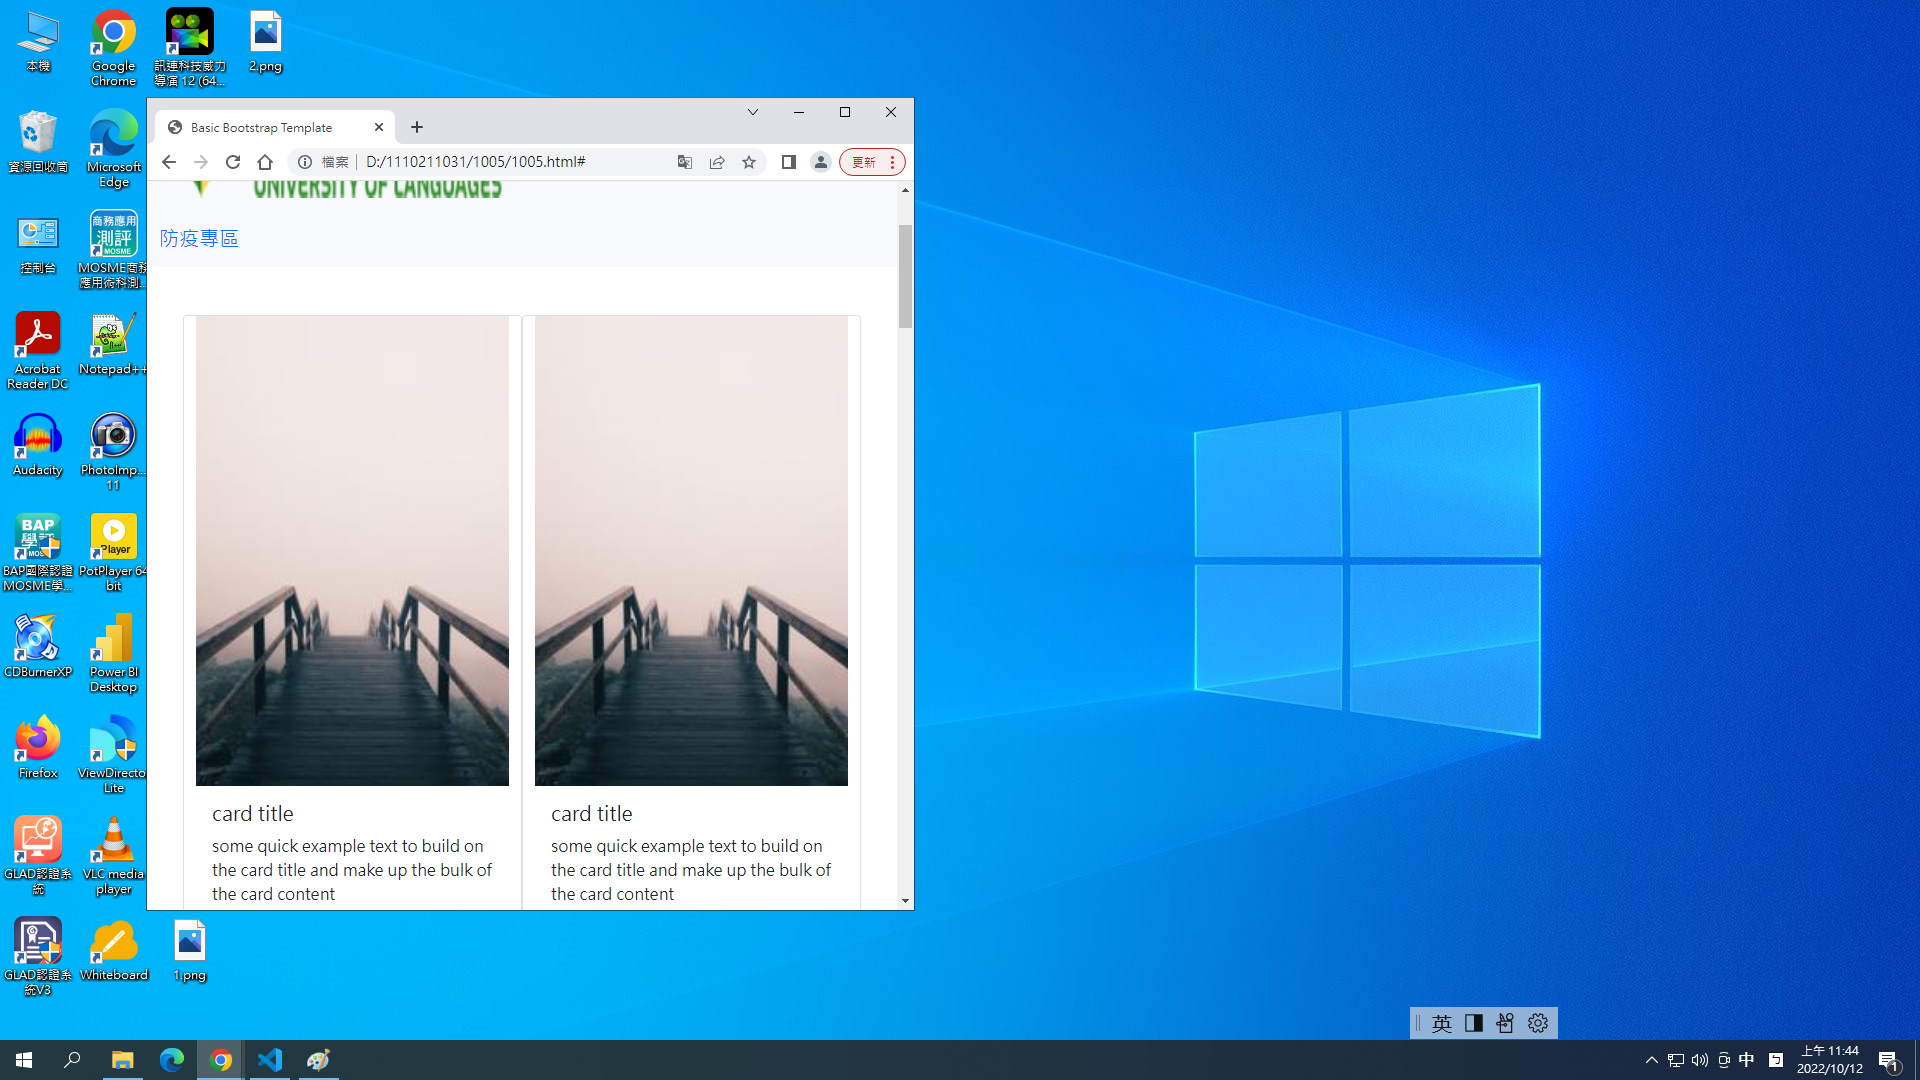 本機
Google
Chrome
訊連科技威力
導演 12 (64...
2.png
資源回收筒
Microsoft
Edge
控制台
商務應用
測評
MOSME
MOSME商務
應用術科測...
Acrobat
Reader DC
Notepad++
Audacity
PhotoImp...
11
BAP
學評
BAP國際認證
MOSME學...
Player
PotPlayer 64
bit
CDBurnerXP
Power BI
Desktop
Firefox
ViewDirecto
Lite
GLAD認證系
統
VLC media
player
GLAD認證系
統V3
Whiteboard
1.png
Basic Bootstrap Template
檔案
D:/1110211031/1005/1005.html#
更新
UNIVERSITY OF LANGUAGES
防疫專區
card title
some quick example text to build on
the card title and make up the bulk of
the card content
card title
some quick example text to build on
the card title and make up the bulk of
the card content
英
中
ㄅ
上午 11:44
2022/10/12
1